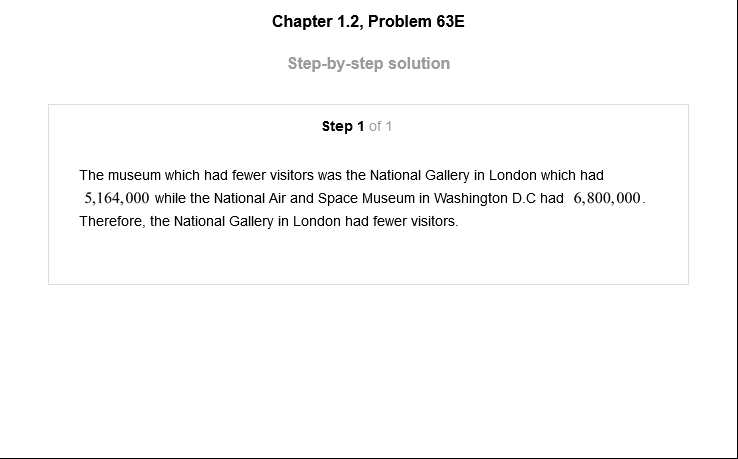 Chapter 1.2, Problem 63E
Step-by-step solution
Step 1 of 1
The museum which had fewer visitors was the National Gallery in London which had
5,164,000 while the National Air and Space Museum in Washington D.C had 6,800,000.
Therefore, the National Gallery in London had fewer visitors.